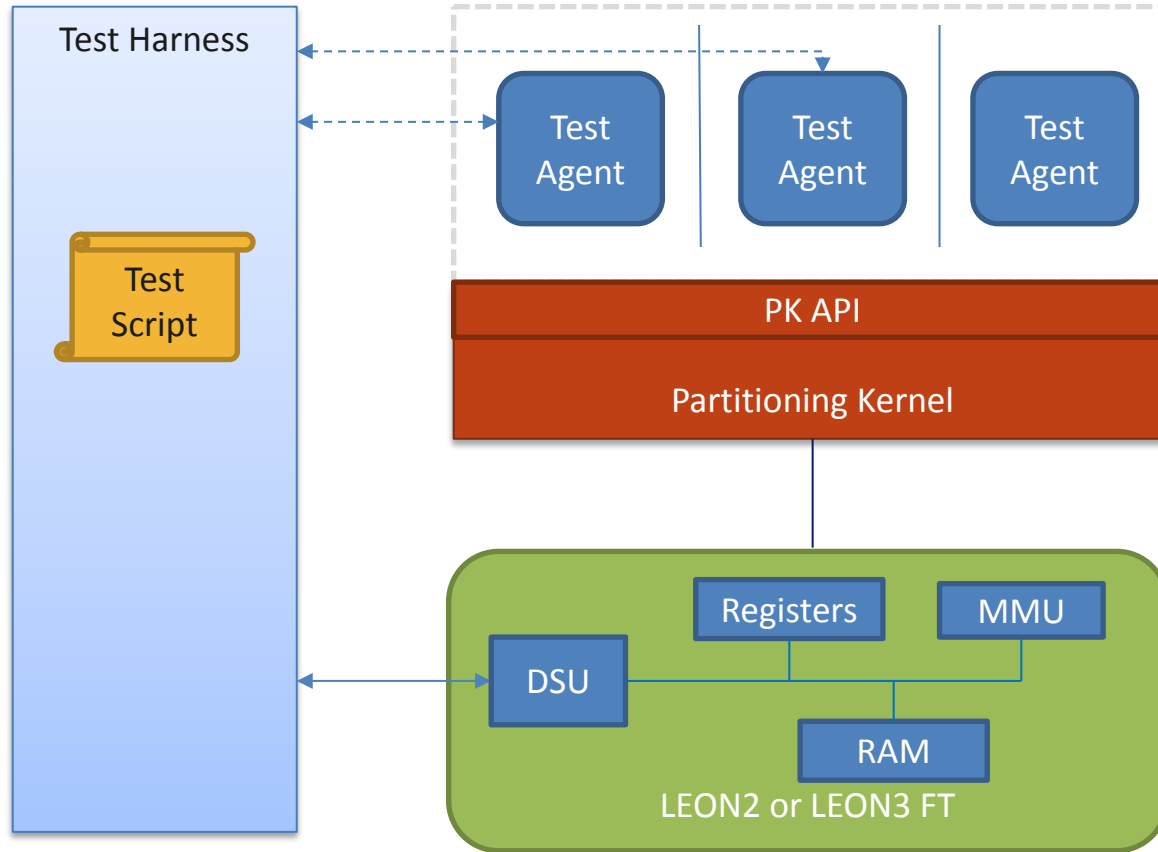 Test Harness
Test
Agent
Test
Agent
Test
Agent
Test
Script
PK API
Partitioning Kernel
Registers
MMU
DSU
RAM
LEON2 or LEON3 FT